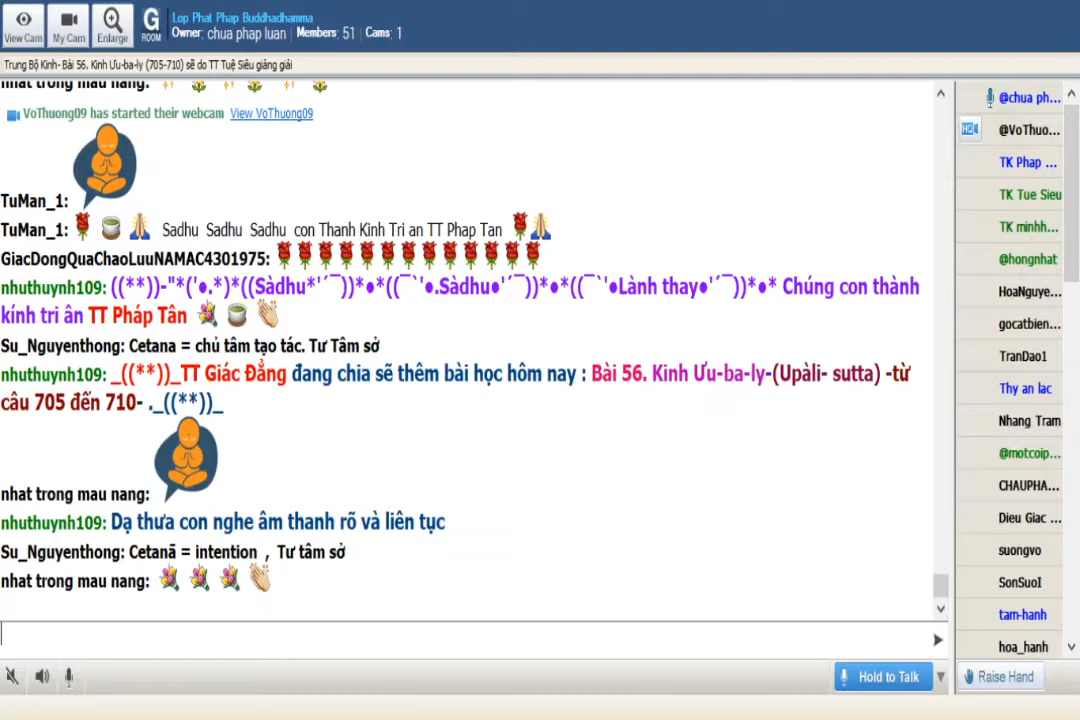 Lop Phat Phap Buddhadhamma
Owner: chua phap luan | Members: 51 | Cams: 1
View Cam
My Cam
Enlarge
G
ROOM
Trung Bộ Kinh- Bài 56. Kinh Ưu-ba-ly (705-710) sẽ do TT Tuệ Siêu giảng giải
nhat trong mau nang:
VoThuong09 has started their webcam View VoThuong09
TuMan_1:
TuMan_1: Sadhu Sadhu Sadhu con Thanh Kinh Tri an TT Phap Tan
GiacDongQuaChaoLuuNAMAC4301975:
nhuthuynh109: ((**))-"*('●.*)*((Sàdhu*'´¯))*●*((¯`'●.Sàdhu●'´¯))*●*((¯`'●Lành thay●'´¯))*●* Chúng con thành
kính tri ân TT Pháp Tân
Su_Nguyenthong: Cetana = chủ tâm tạo tác. Tư Tâm sở
nhuthuynh109: _((**))_TT Giác Đẳng đang chia sẽ thêm bài học hôm nay : Bài 56. Kinh Ưu-ba-ly-(Upàli- sutta) -từ
câu 705 đến 710- ._((**))_
nhat trong mau nang:
nhuthuynh109: Dạ thưa con nghe âm thanh rõ và liên tục
Su_Nguyenthong: Cetanā = intention , Tư tâm sở
nhat trong mau nang:
@chua ph...
HD
@VoThuo...
TK Phap ...
TK Tue Sieu
TK minhh...
@hongnhat
HoaNguye...
gocatbien...
TranDao1
Thy an lac
Nhang Tram
@motcoip...
CHAUPHA...
Dieu Giac ...
suongvo
SonSuoI
tam-hanh
hoa_hanh
Hold to Talk
Raise Hand